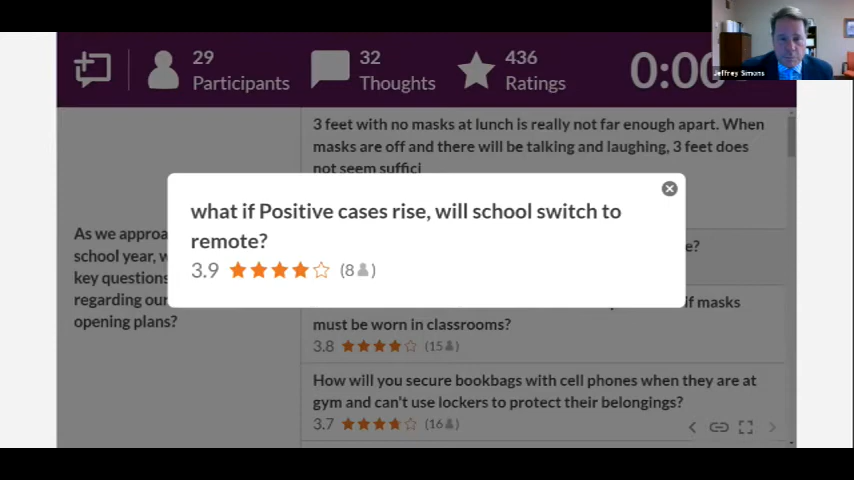 29
Participants
32
Thoughts
436
Ratings
0:00
Jeffrey Simons
3 feet with no masks at lunch is really not far enough apart. When
masks are off and there will be talking and laughing, 3 feet does
not seem suffici
what if Positive cases rise, will school switch to
remote?
3.9 (8)
As we approa
school year, w
key questions
regarding our
opening plans?
e?
if masks
must be worn in classrooms?
3.8 (15)
How will you secure bookbags with cell phones when they are at
gym and can't use lockers to protect their belongings?
3.7 (16)